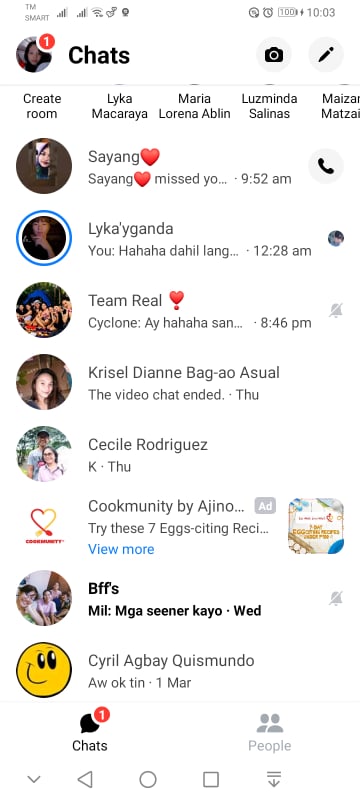 TM
SMART
100
10:03
1
Chats
Create room
Lyka Macaraya
Maria Lorena Ablin
Luzminda Salinas
Maizan Matzai
Sayang❤️
Sayang❤️ missed yo... · 9:52 am
Lyka'yganda
You: Hahaha dahil lang... · 12:28 am
Team Real ❣️
Cyclone: Ay hahaha san... · 8:46 pm
Krisel Dianne Bag-ao Asual
The video chat ended. · Thu
Cecile Rodriguez
K · Thu
Cookmunity by Ajino... Ad
Try these 7 Eggs-citing Reci...
View more
COOKMUNITY
Bff's
Mil: Mga seener kayo · Wed
Cyril Agbay Quismundo
Aw ok tin · 1 Mar
1
Chats
People